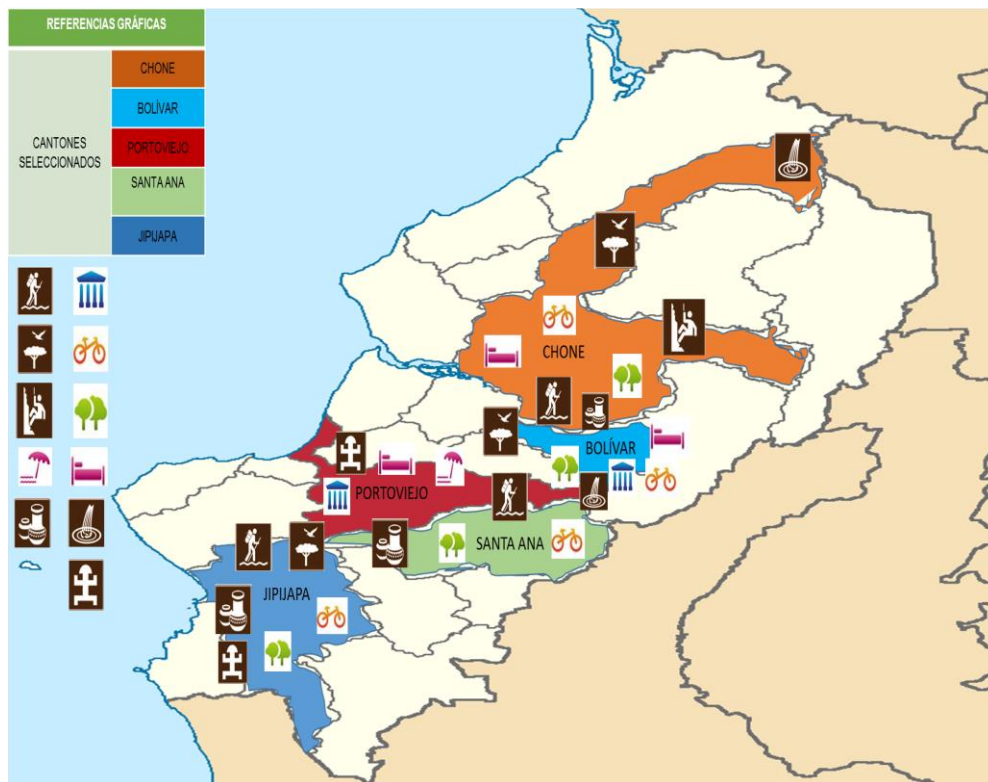 REFERENCIAS GRÁFICAS
CANTONES
SELECCIONADOS
CHONE
BOLÍVAR
PORTOVIEJO
SANTA ANA
JIPIJAPA
CHONE
BOLÍVAR
PORTOVIEJO
SANTA ANA
JIPIJAPA